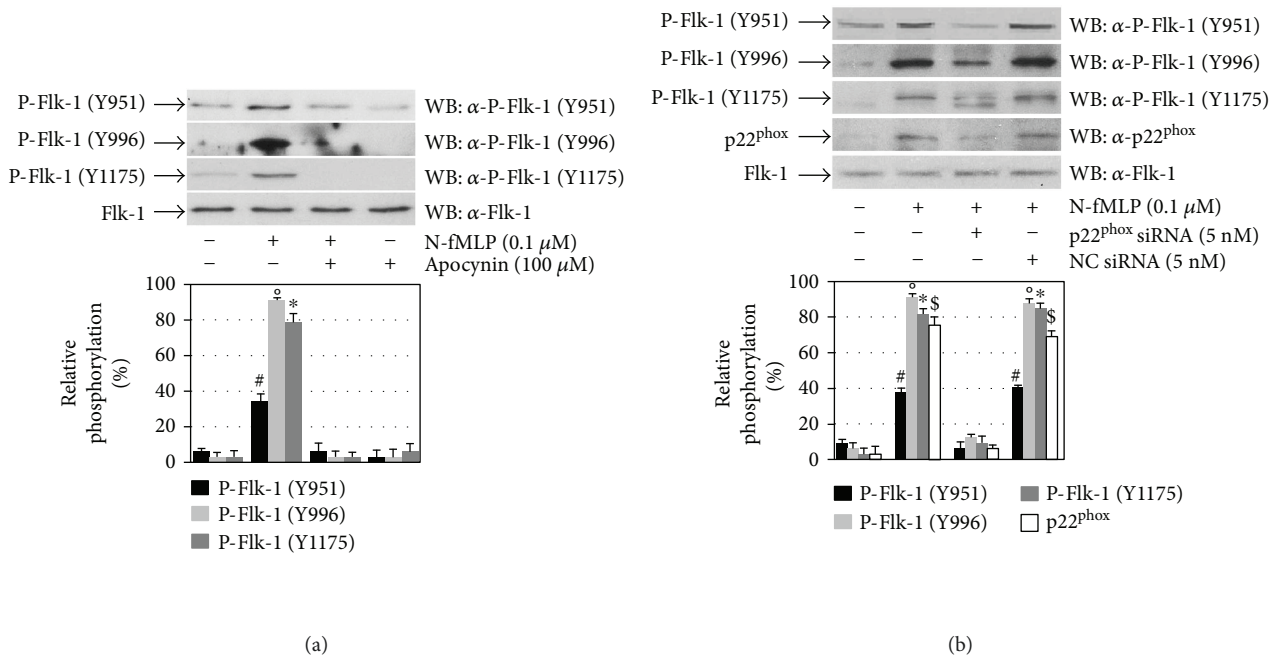 P-Flk-1 (Y951) WB: α-P-Flk-1 (Y951)
P-Flk-1 (Y996) WB: α-P-Flk-1 (Y996)
P-Flk-1 (Y1175) WB: α-P-Flk-1 (Y1175)
Flk-1 WB: α-Flk-1
− + + − N-fMLP (0.1 μM)
− − + + Apocynin (100 μM)
Relative phosphorylation (%)
100
80
60
40
20
0
# ° *
P-Flk-1 (Y951)
P-Flk-1 (Y996)
P-Flk-1 (Y1175)
(a)
P-Flk-1 (Y951) WB: α-P-Flk-1 (Y951)
P-Flk-1 (Y996) WB: α-P-Flk-1 (Y996)
P-Flk-1 (Y1175) WB: α-P-Flk-1 (Y1175)
p22phox WB: α-p22phox
Flk-1 WB: α-Flk-1
− + + + N-fMLP (0.1 μM)
− − + − p22phox siRNA (5 nM)
− − − + NC siRNA (5 nM)
Relative phosphorylation (%)
100
80
60
40
20
0
# ° * $ # ° * $
P-Flk-1 (Y951) P-Flk-1 (Y1175)
P-Flk-1 (Y996) p22phox
(b)